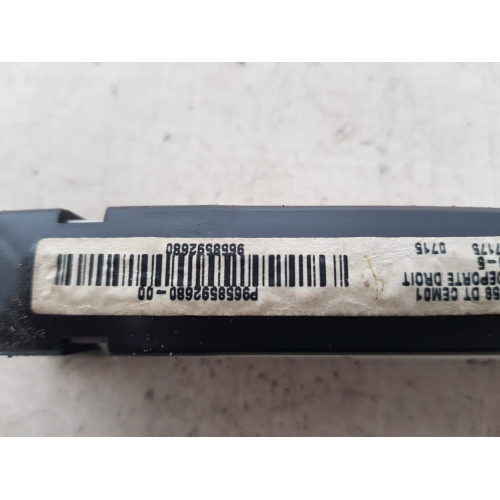 DT CEM01
DEPORTE DROIT
0715
P9658592680-00
9658592680